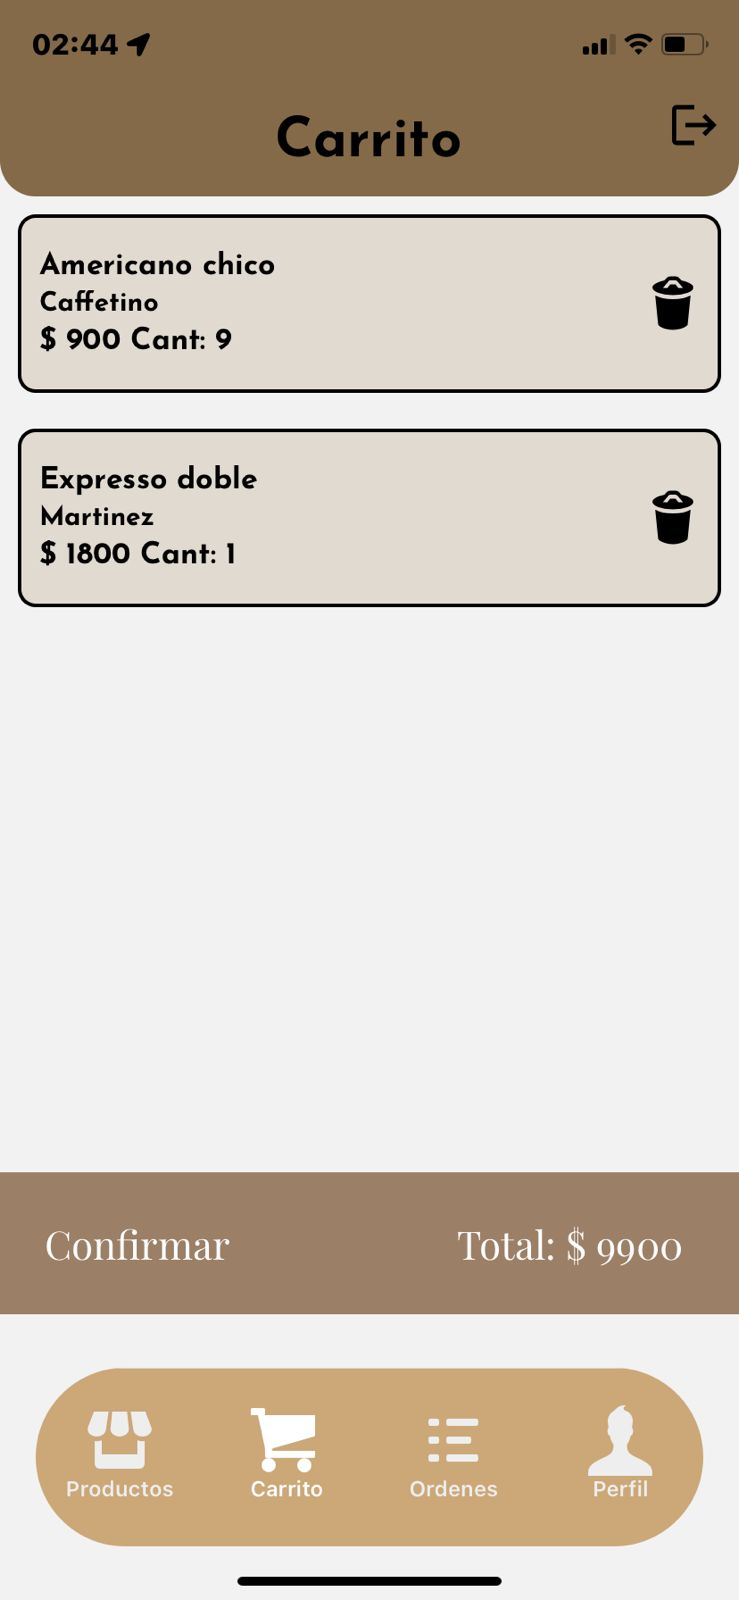 02:44
Carrito
Americano chico
Caffetino
$ 900 Cant: 9
Expresso doble
Martinez
$ 1800 Cant: 1
Confirmar Total: $ 9900
Productos Carrito Ordenes Perfil